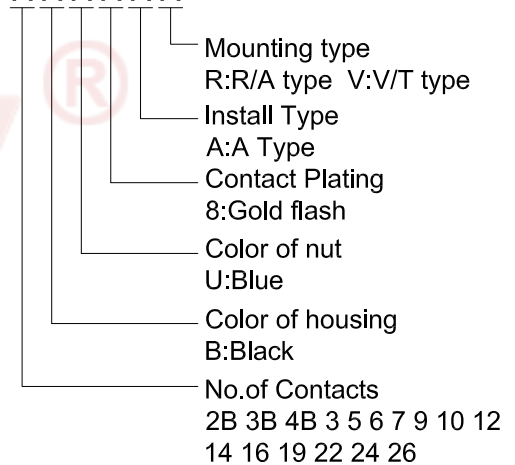 Mounting type
R:R/A type V:V/T type
Install Type
A:A Type
Contact Plating
8:Gold flash
Color of nut
U:Blue
Color of housing
B:Black
No.of Contacts
2B 3B 4B 3 5 6 7 9 10 12
14 16 19 22 24 26
®